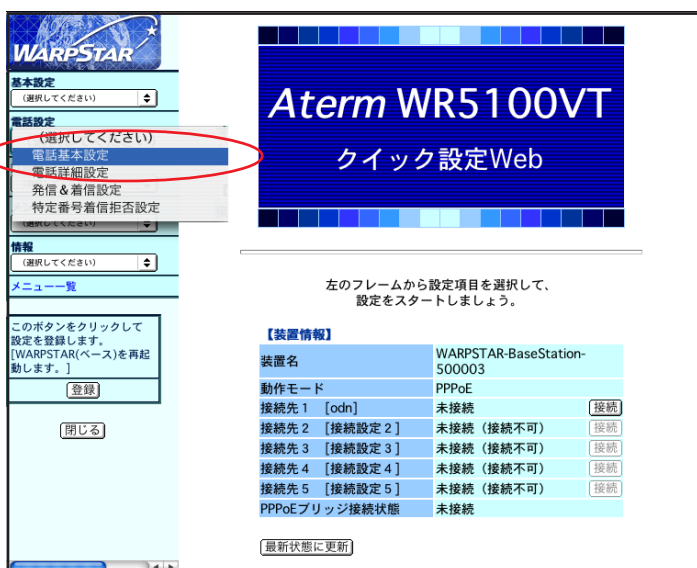 WARPSTAR
基本設定
（選択してください）
電話設定
（選択してください）
電話基本設定
電話詳細設定
発信＆着信設定
特定番号着信拒否設定
（選択してください）
情報
（選択してください）
メニュー一覧
このボタンをクリックして
設定を登録します。
[WARPSTAR(ベース)を再起
動します。]
登録
閉じる
Aterm WR5100VT
クイック設定Web
左のフレームから設定項目を選択して、
設定をスタートしましょう。
【装置情報】
装置名 WARPSTAR-BaseStation-
500003
動作モード PPPoE
接続先１ [odn] 未接続 接続
接続先２ [接続設定２] 未接続（接続不可） 接続
接続先３ [接続設定３] 未接続（接続不可） 接続
接続先４ [接続設定４] 未接続（接続不可） 接続
接続先５ [接続設定５] 未接続（接続不可） 接続
PPPoEブリッジ接続状態 未接続
最新状態に更新